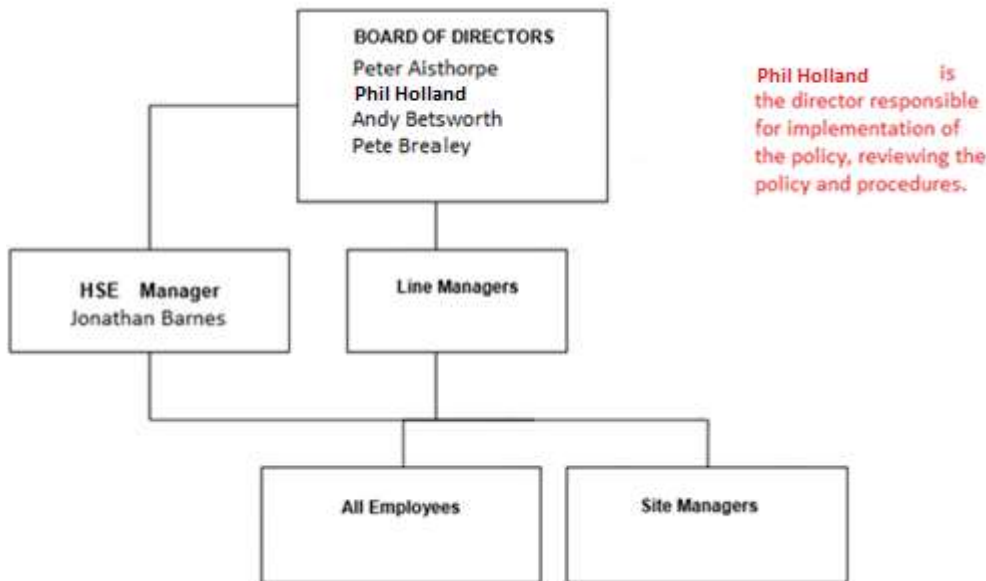 BOARD OF DIRECTORS
Peter Aisthorpe
Phil Holland
Andy Betsworth
Pete Brealey
Phil Holland is
the director responsible
for implementation of
the policy, reviewing the
policy and procedures.
HSE Manager
Jonathan Barnes
Line Managers
All Employees
Site Managers